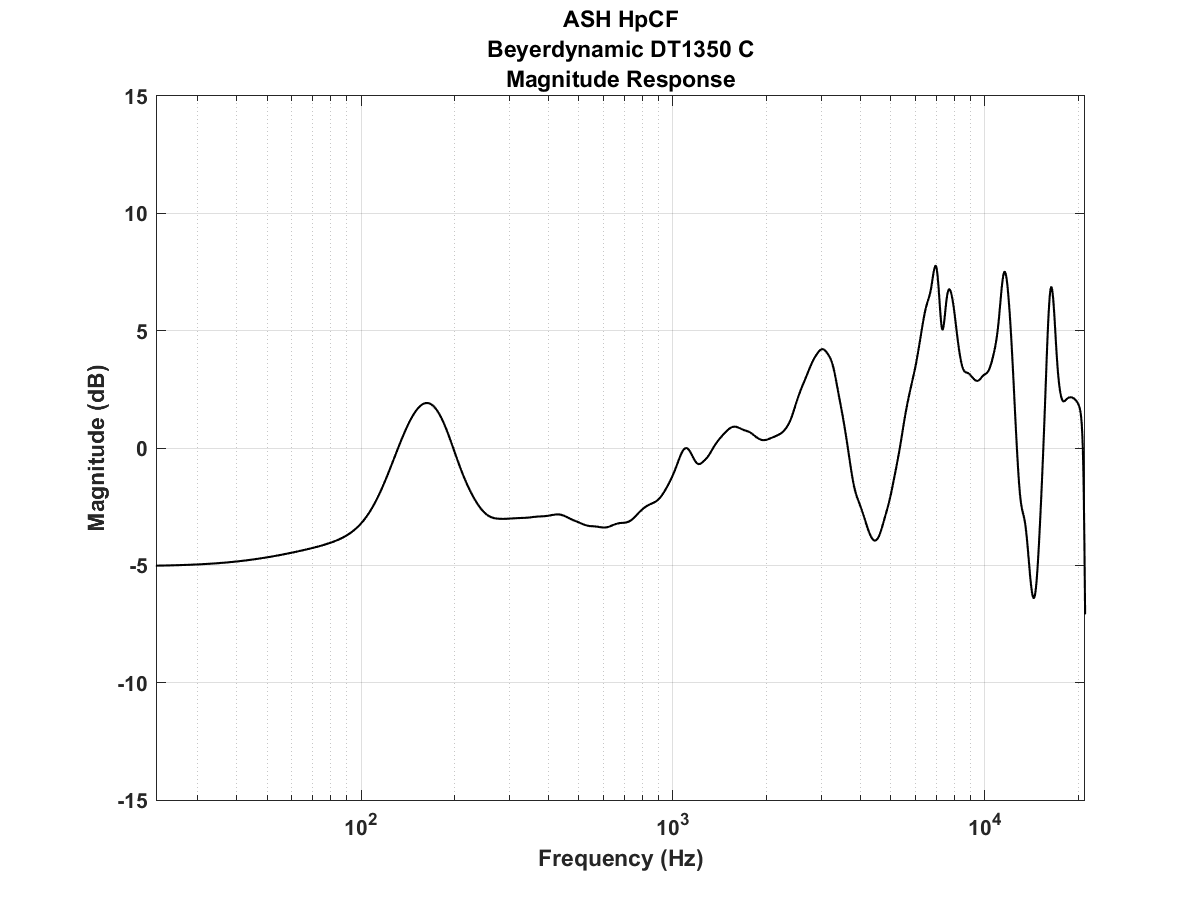 ASH HpCF
Beyerdynamic DT1350 C
Magnitude Response
15
10
5
0
-5
-10
-15
Magnitude (dB)
10^2 10^3 10^4
Frequency (Hz)